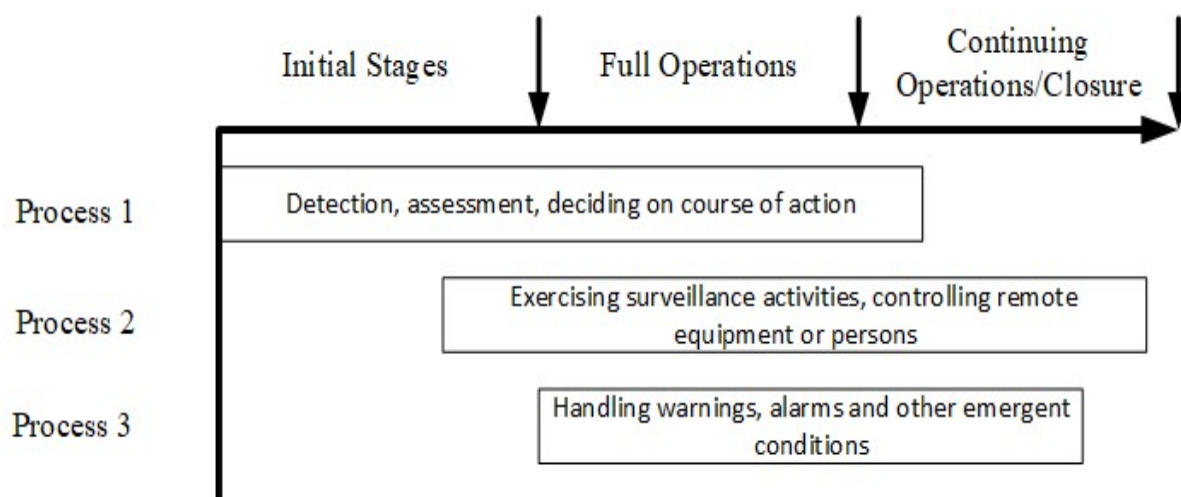 Initial Stages
Full Operations
Continuing
Operations/Closure
Process 1
Detection, assessment, deciding on course of action
Process 2
Exercising surveillance activities, controlling remote
equipment or persons
Process 3
Handling warnings, alarms and other emergent
conditions